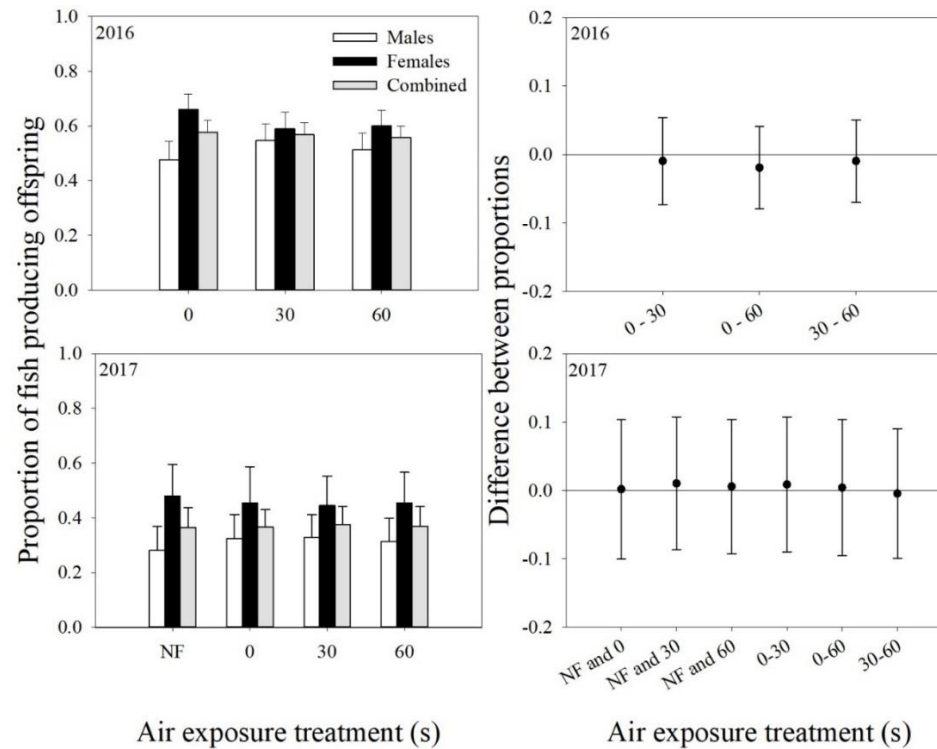 Proportion of fish producing offspring
1.0
0.8
0.6
0.4
0.2
0.0
2016
Males
Females
Combined
0 30 60
1.0
0.8
0.6
0.4
0.2
0.0
2017
NF 0 30 60
Air exposure treatment (s)
Difference between proportions
0.2
0.1
0.0
-0.1
-0.2
2016
0 - 30
0 - 60
30 - 60
0.2
0.1
0.0
-0.1
-0.2
2017
NF and 0
NF and 30
NF and 60
0-30
0-60
30-60
Air exposure treatment (s)